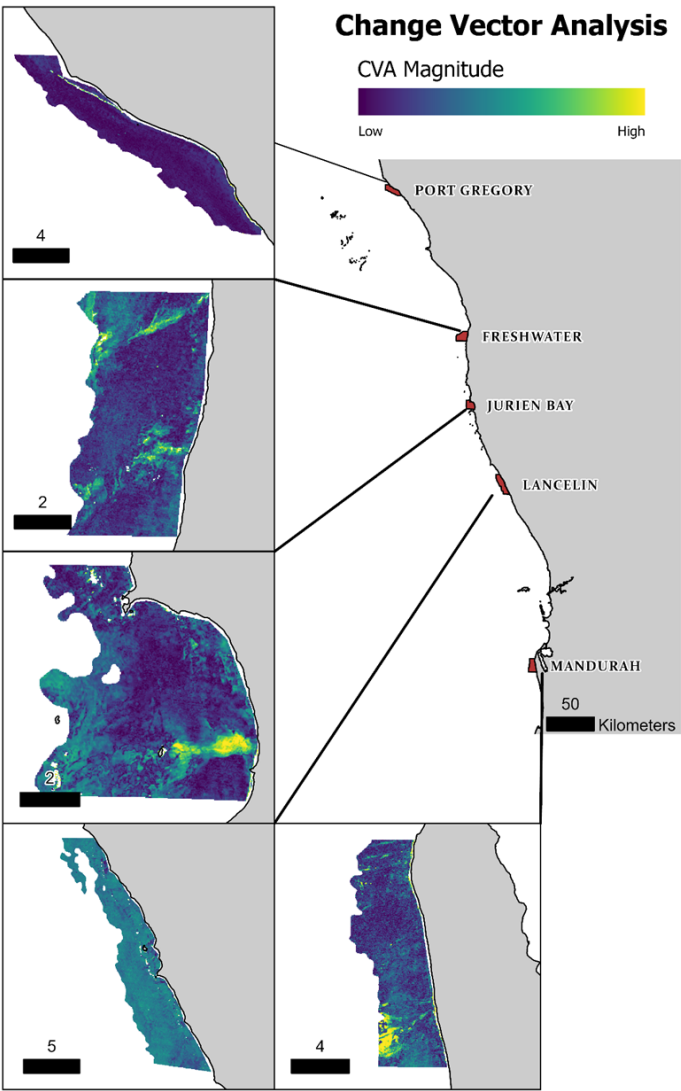 Change Vector Analysis
CVA Magnitude
Low High
PORT GREGORY
4
FRESHWATER
JURIEN BAY
LANCELIN
2
MANDURAH
50
Kilometers
2
5
4